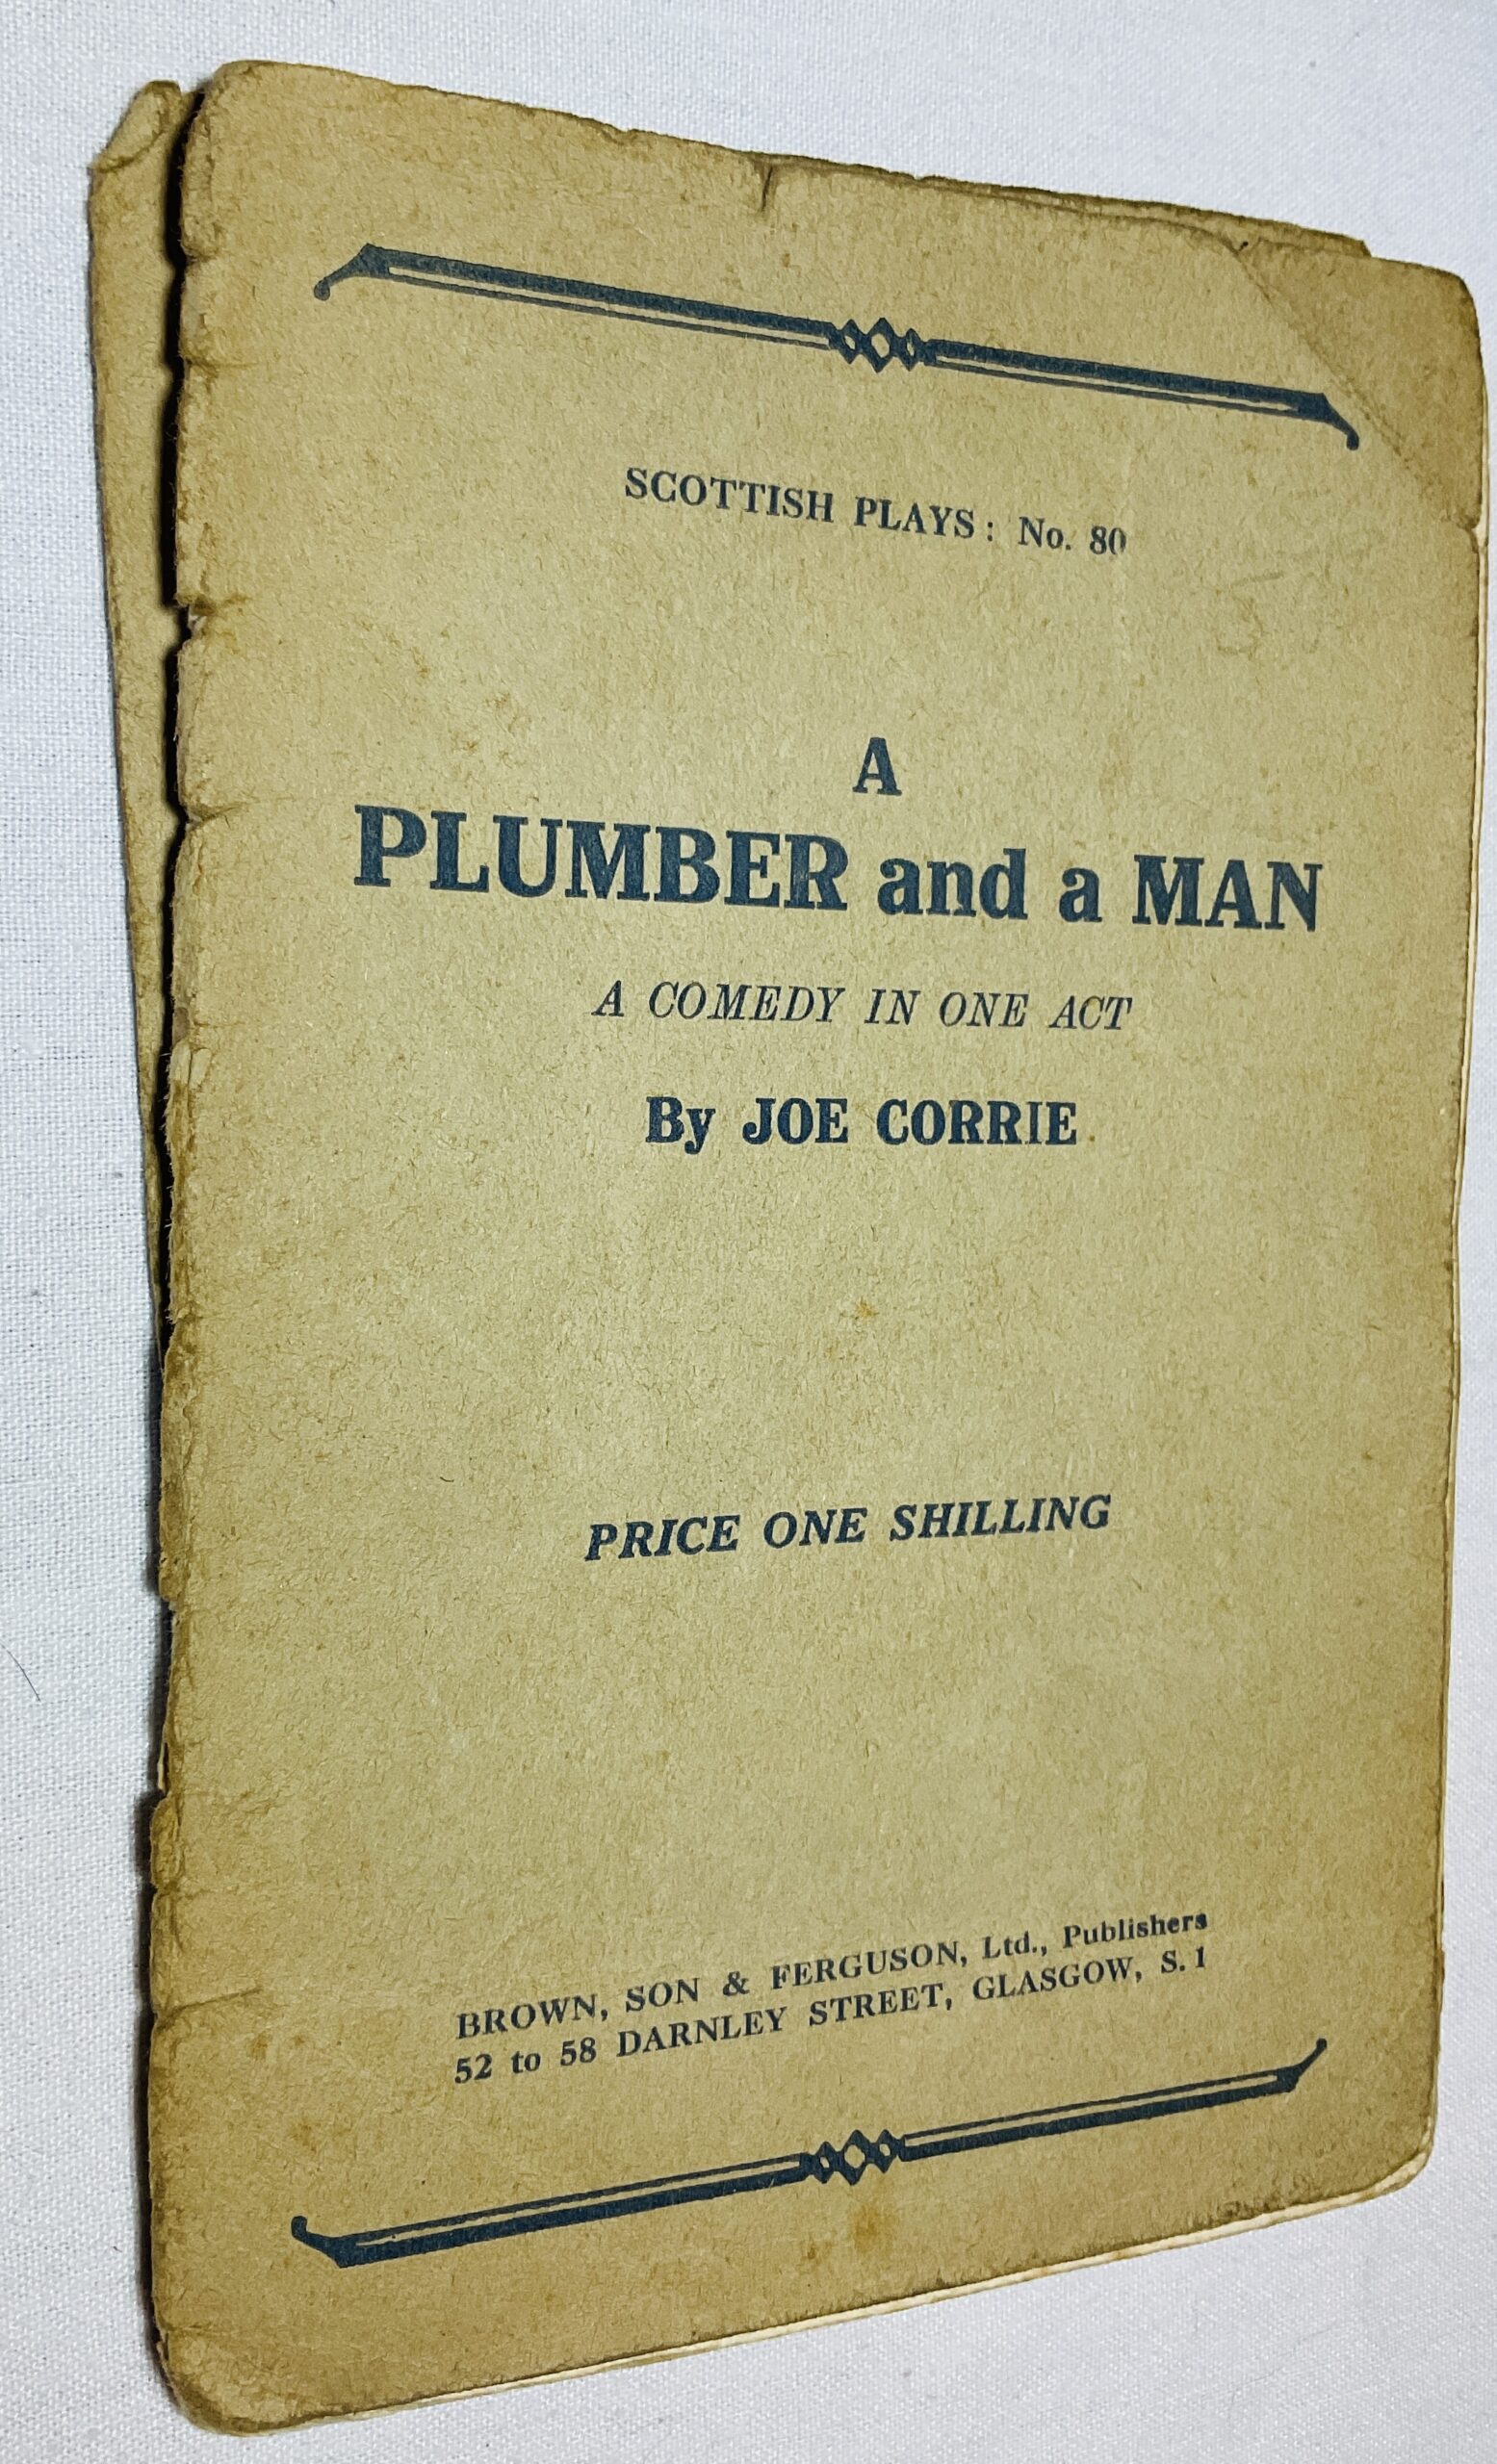 SCOTTISH PLAYS: No. 80
A
PLUMBER and a MAN
A COMEDY IN ONE ACT
By JOE CORRIE
PRICE ONE SHILLING
BROWN, SON & FERGUSON, Ltd., Publishers
52 to 58 DARNLEY STREET, GLASGOW, S.1